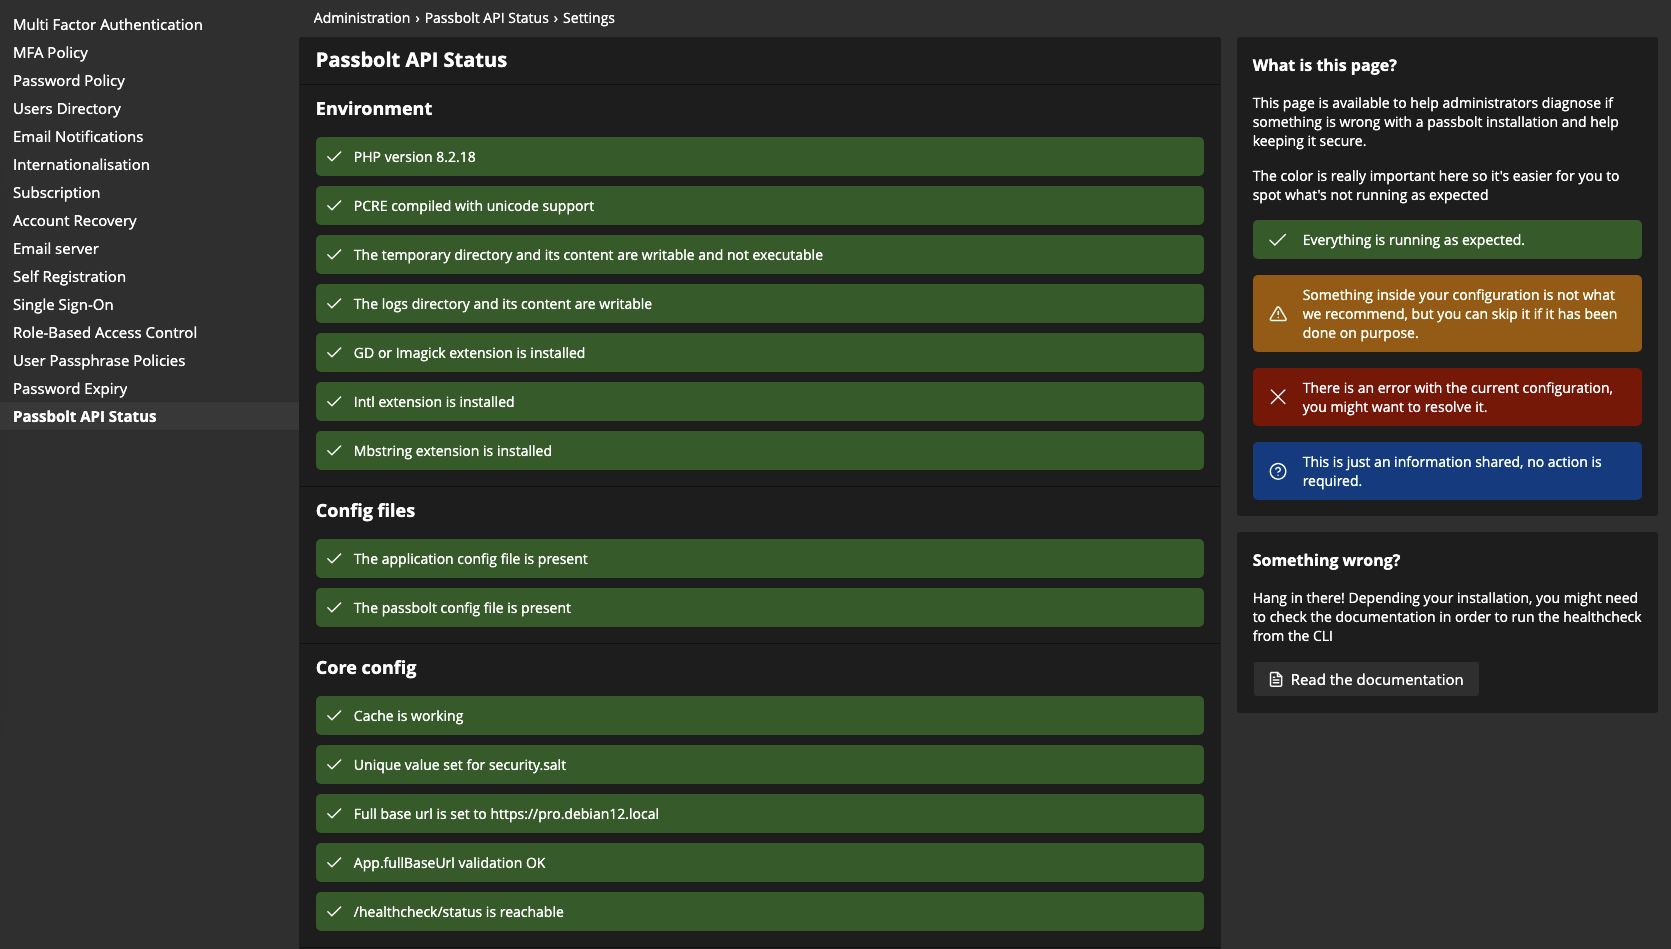 Multi Factor Authentication
MFA Policy
Password Policy
Users Directory
Email Notifications
Internationalisation
Subscription
Account Recovery
Email server
Self Registration
Single Sign-On
Role-Based Access Control
User Passphrase Policies
Password Expiry
Passbolt API Status
Administration › Passbolt API Status › Settings
Passbolt API Status
Environment
PHP version 8.2.18
PCRE compiled with unicode support
The temporary directory and its content are writable and not executable
The logs directory and its content are writable
GD or Imagick extension is installed
Intl extension is installed
Mbstring extension is installed
Config files
The application config file is present
The passbolt config file is present
Core config
Cache is working
Unique value set for security.salt
Full base url is set to https://pro.debian12.local
App.fullBaseUrl validation OK
/healthcheck/status is reachable
What is this page?
This page is available to help administrators diagnose if
something is wrong with a passbolt installation and help
keeping it secure.
The color is really important here so it's easier for you to
spot what's not running as expected
Everything is running as expected.
Something inside your configuration is not what
we recommend, but you can skip it if it has been
done on purpose.
There is an error with the current configuration,
you might want to resolve it.
This is just an information shared, no action is
required.
Something wrong?
Hang in there! Depending your installation, you might need
to check the documentation in order to run the healthcheck
from the CLI
Read the documentation